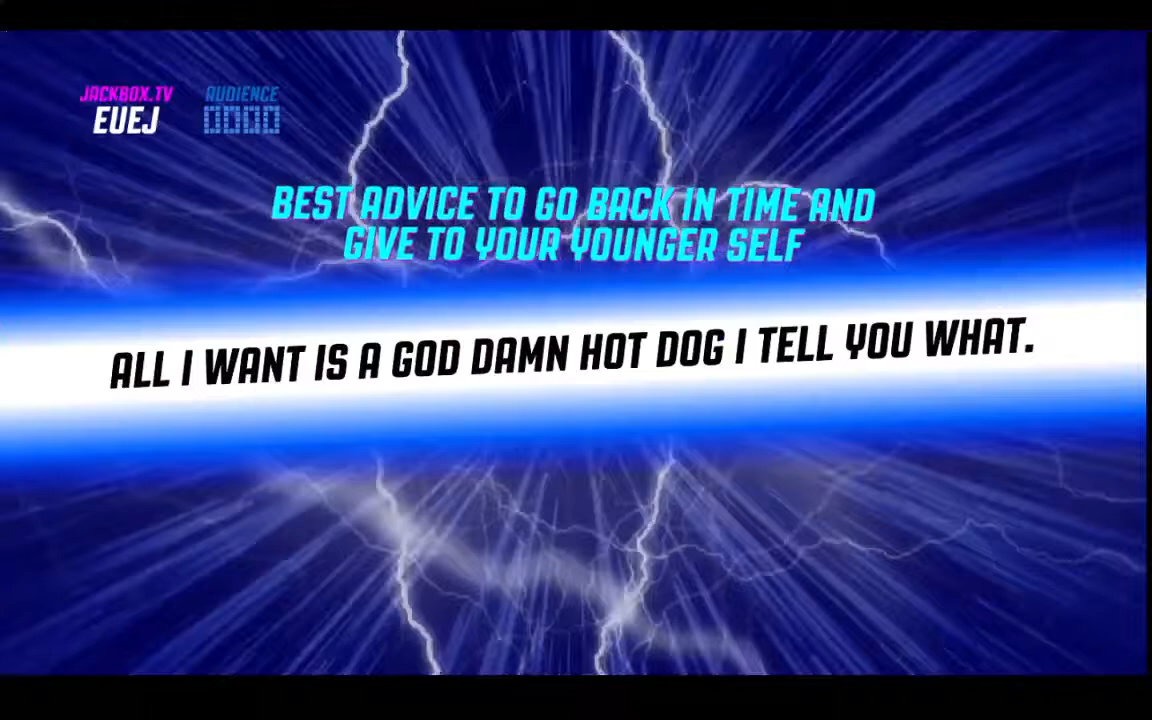 JACKBOX.TV
EUEJ
AUDIENCE
BEST ADVICE TO GO BACK IN TIME AND
GIVE TO YOUR YOUNGER SELF
ALL I WANT IS A GOD DAMN HOT DOG I TELL YOU WHAT.